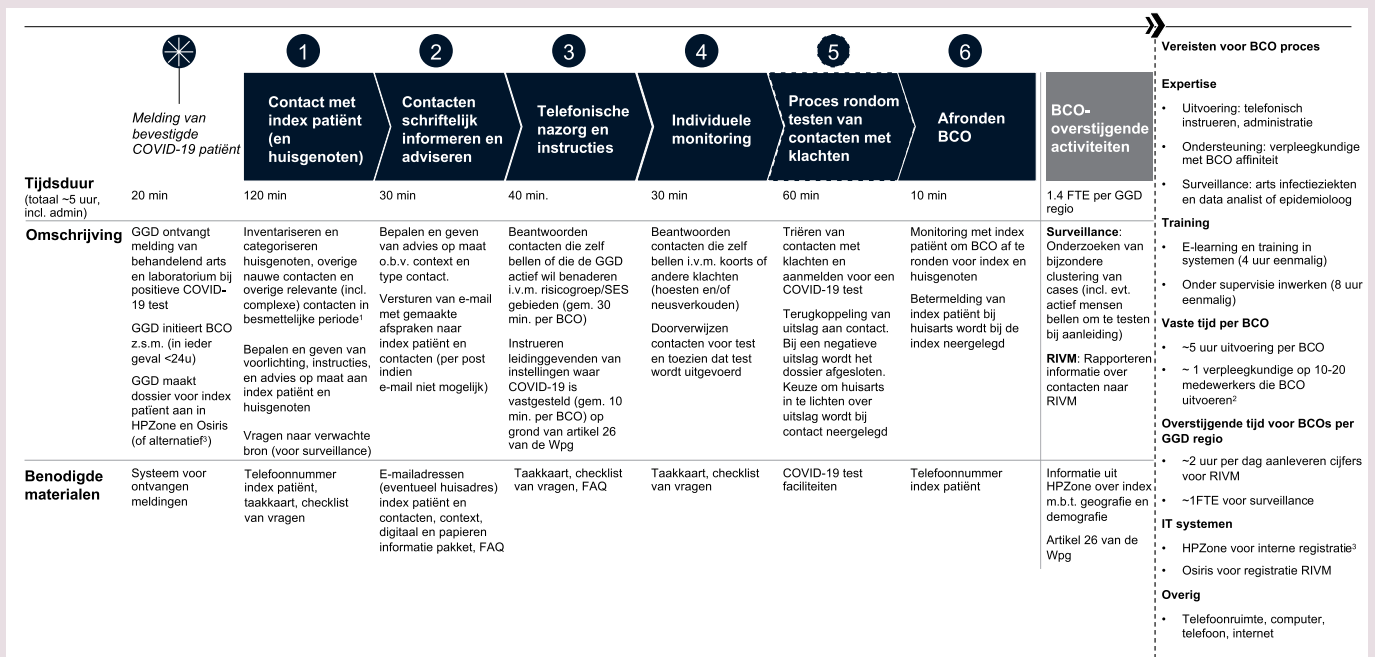 1
2
3
4
5
6
Melding van
bevestigde
COVID-19 patiënt
Contact met
index patiënt
(en
huisgenoten)
Contacten
schriftelijk
informeren en
adviseren
Telefonische
nazorg en
instructies
Individuele
monitoring
Proces rondom
testen van
contacten met
klachten
Afronden
BCO
BCO-
overstijgende
activiteiten
Tijdsduur
(totaal ~5 uur,
incl. admin)
20 min
120 min
30 min
40 min.
30 min
60 min
10 min
1.4 FTE per GGD
regio
Omschrijving
GGD ontvangt
melding van
behandelend arts
en laboratorium bij
positieve COVID-
19 test
GGD initieert BCO
z.s.m. (in ieder
geval <24u)
GGD maakt
dossier voor index
patïent aan in
HPZone en Osiris
(of alternatief³)
Inventariseren en
categoriseren
huisgenoten, overige
nauwe contacten en
overige relevante (incl.
complexe) contacten in
besmettelijke periode¹
Bepalen en geven van
voorlichting, instructies,
en advies op maat aan
index patiënt en
huisgenoten
Vragen naar verwachte
bron (voor surveillance)
Bepalen en geven
van advies op maat
o.b.v. context en
type contact.
Versturen van e-mail
met gemaakte
afspraken naar
index patiënt en
contacten (per post
indien
e-mail niet mogelijk)
Beantwoorden
contacten die zelf
bellen of die de GGD
actief wil benaderen
i.v.m. risicogroep/SES
gebieden (gem. 30
min. per BCO)
Instrueren
leidinggevenden van
instellingen waar
COVID-19 is
vastgesteld (gem. 10
min. per BCO) op
grond van artikel 26
van de Wpg
Beantwoorden
contacten die zelf
bellen i.v.m. koorts of
andere klachten
(hoesten en/of
neusverkouden)
Doorverwijzen
contacten voor test
en toezien dat test
wordt uitgevoerd
Triëren van
contacten met
klachten en
aanmelden voor een
COVID-19 test
Terugkoppeling van
uitslag aan contact.
Bij een negatieve
uitslag wordt het
dossier afgesloten.
Keuze om huisarts
in te lichten over
uitslag wordt bij
contact neergelegd
Monitoring met index
patiënt om BCO af te
ronden voor index en
huisgenoten
Betermelding van
index patiënt bij
huisarts wordt bij de
index neergelegd
Surveillance:
Onderzoeken van
bijzondere
clustering van
cases (incl. evt.
actief mensen
bellen om te testen
bij aanleiding)
RIVM: Rapporteren
informatie over
contacten naar
RIVM
Benodigde
materialen
Systeem voor
ontvangen
meldingen
Telefoonnummer
index patiënt,
taakkaart, checklist
van vragen
E-mailadressen
(eventueel huisadres)
index patiënt en
contacten, context,
digitaal en papieren
informatie pakket, FAQ
Taakkaart, checklist
van vragen, FAQ
Taakkaart, checklist
van vragen
COVID-19 test
faciliteiten
Telefoonnummer
index patiënt
Informatie uit
HPZone over index
m.b.t. geografie en
demografie
Artikel 26 van de
Wpg
Vereisten voor BCO proces
Expertise
• Uitvoering: telefonisch
instrueren, administratie
• Ondersteuning: verpleegkundige
met BCO affiniteit
• Surveillance: arts infectieziekten
en data analist of epidemioloog
Training
• E-learning en training in
systemen (4 uur eenmalig)
• Onder supervisie inwerken (8 uur
eenmalig)
Vaste tijd per BCO
• ~5 uur uitvoering per BCO
• ~ 1 verpleegkundige op 10-20
medewerkers die BCO
uitvoeren²
Overstijgende tijd voor BCOs per
GGD regio
• ~2 uur per dag aanleveren cijfers
voor RIVM
• ~1FTE voor surveillance
IT systemen
• HPZone voor interne registratie³
• Osiris voor registratie RIVM
Overig
• Telefoonruimte, computer,
telefoon, internet